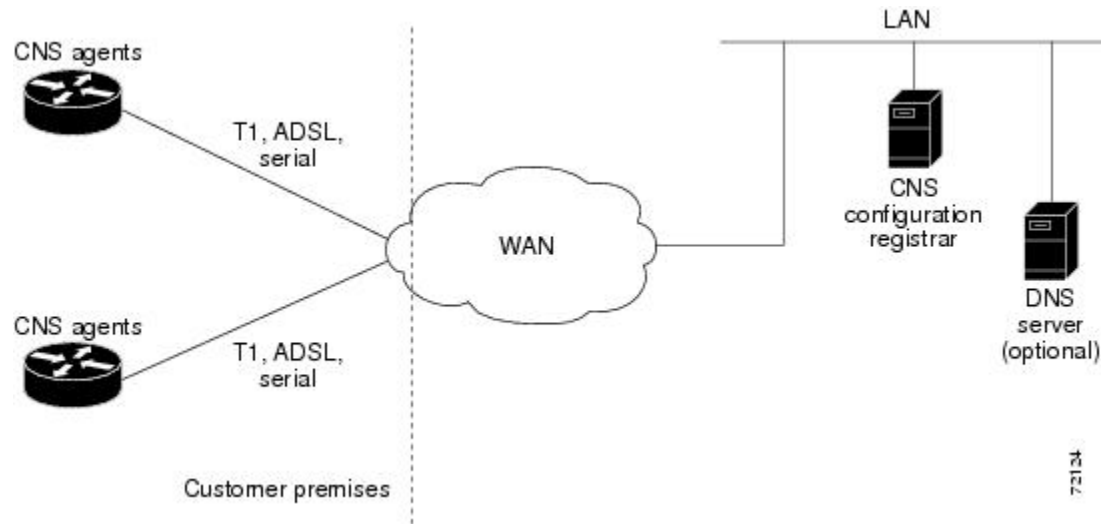 LAN
CNS agents
T1, ADSL,
serial
CNS
configuration
registrar
WAN
DNS
server
(optional)
CNS agents
T1, ADSL,
serial
Customer premises
72124